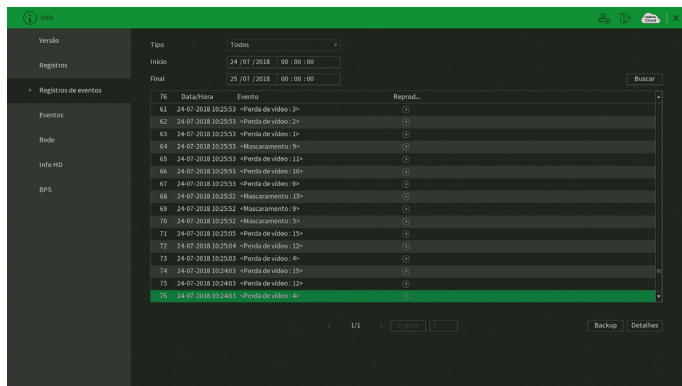 Info
Versão
Registros
Registros de eventos
Eventos
Rede
Info HD
BPS
Tipo Todos
Início 24 /07 /2018 00 : 00 : 00
Final 25 /07 /2018 00 : 00 : 00
Buscar
76 Data/Hora Evento Reprod...
61 24-07-2018 10:25:53 <Perda de vídeo : 3>
62 24-07-2018 10:25:53 <Perda de vídeo : 2>
63 24-07-2018 10:25:53 <Perda de vídeo : 1>
64 24-07-2018 10:25:53 <Mascaramento : 9>
65 24-07-2018 10:25:53 <Perda de vídeo : 11>
66 24-07-2018 10:25:53 <Perda de vídeo : 10>
67 24-07-2018 10:25:53 <Perda de vídeo : 9>
68 24-07-2018 10:25:52 <Mascaramento : 15>
69 24-07-2018 10:25:52 <Mascaramento : 9>
70 24-07-2018 10:25:52 <Mascaramento : 5>
71 24-07-2018 10:25:05 <Perda de vídeo : 15>
72 24-07-2018 10:25:04 <Perda de vídeo : 12>
73 24-07-2018 10:25:03 <Perda de vídeo : 4>
74 24-07-2018 10:24:03 <Perda de vídeo : 15>
75 24-07-2018 10:24:03 <Perda de vídeo : 12>
76 24-07-2018 10:24:03 <Perda de vídeo : 4>
1/1 1
Backup Detalhes